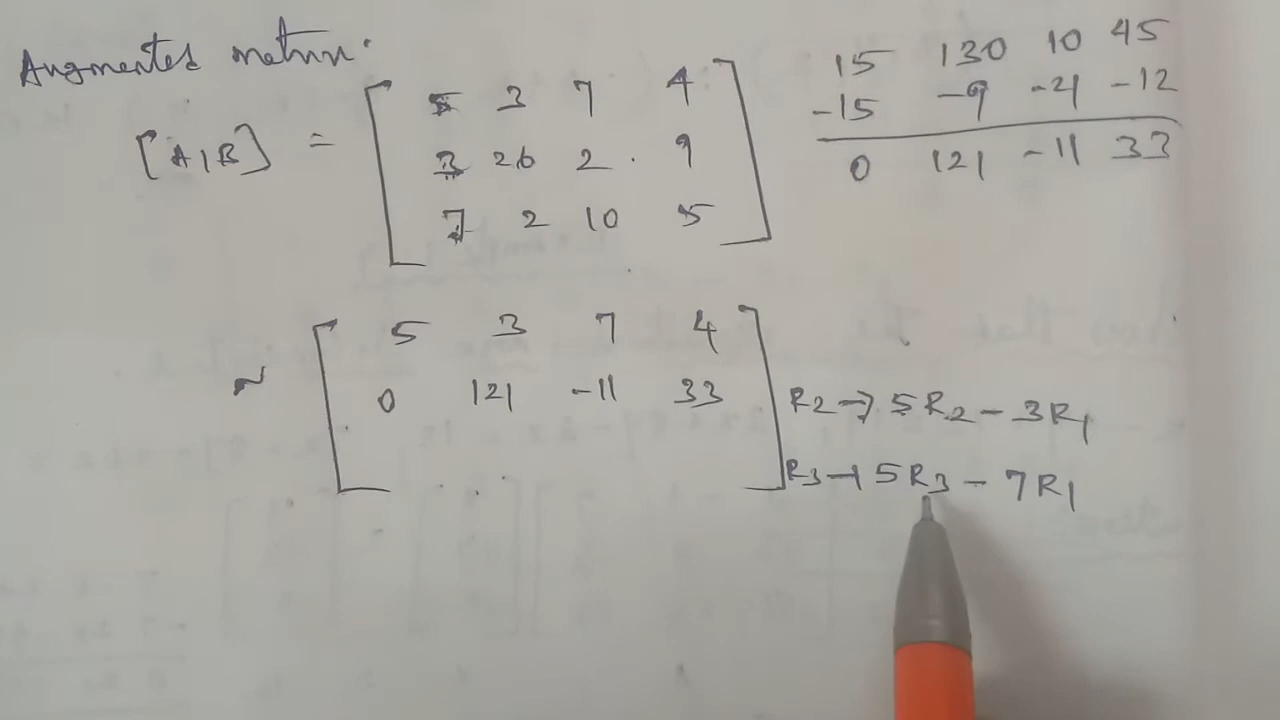 Augmented matrix.
[A|B] = [ 5 3 7 4
3 26 2 . 9
7 2 10 5 ]
15 130 10 45
-15 -9 -21 -12
0 121 -11 33
~ [ 5 3 7 4
0 121 -11 33 ] R2 → 5R2 - 3R1
R3 → 5R3 - 7R1